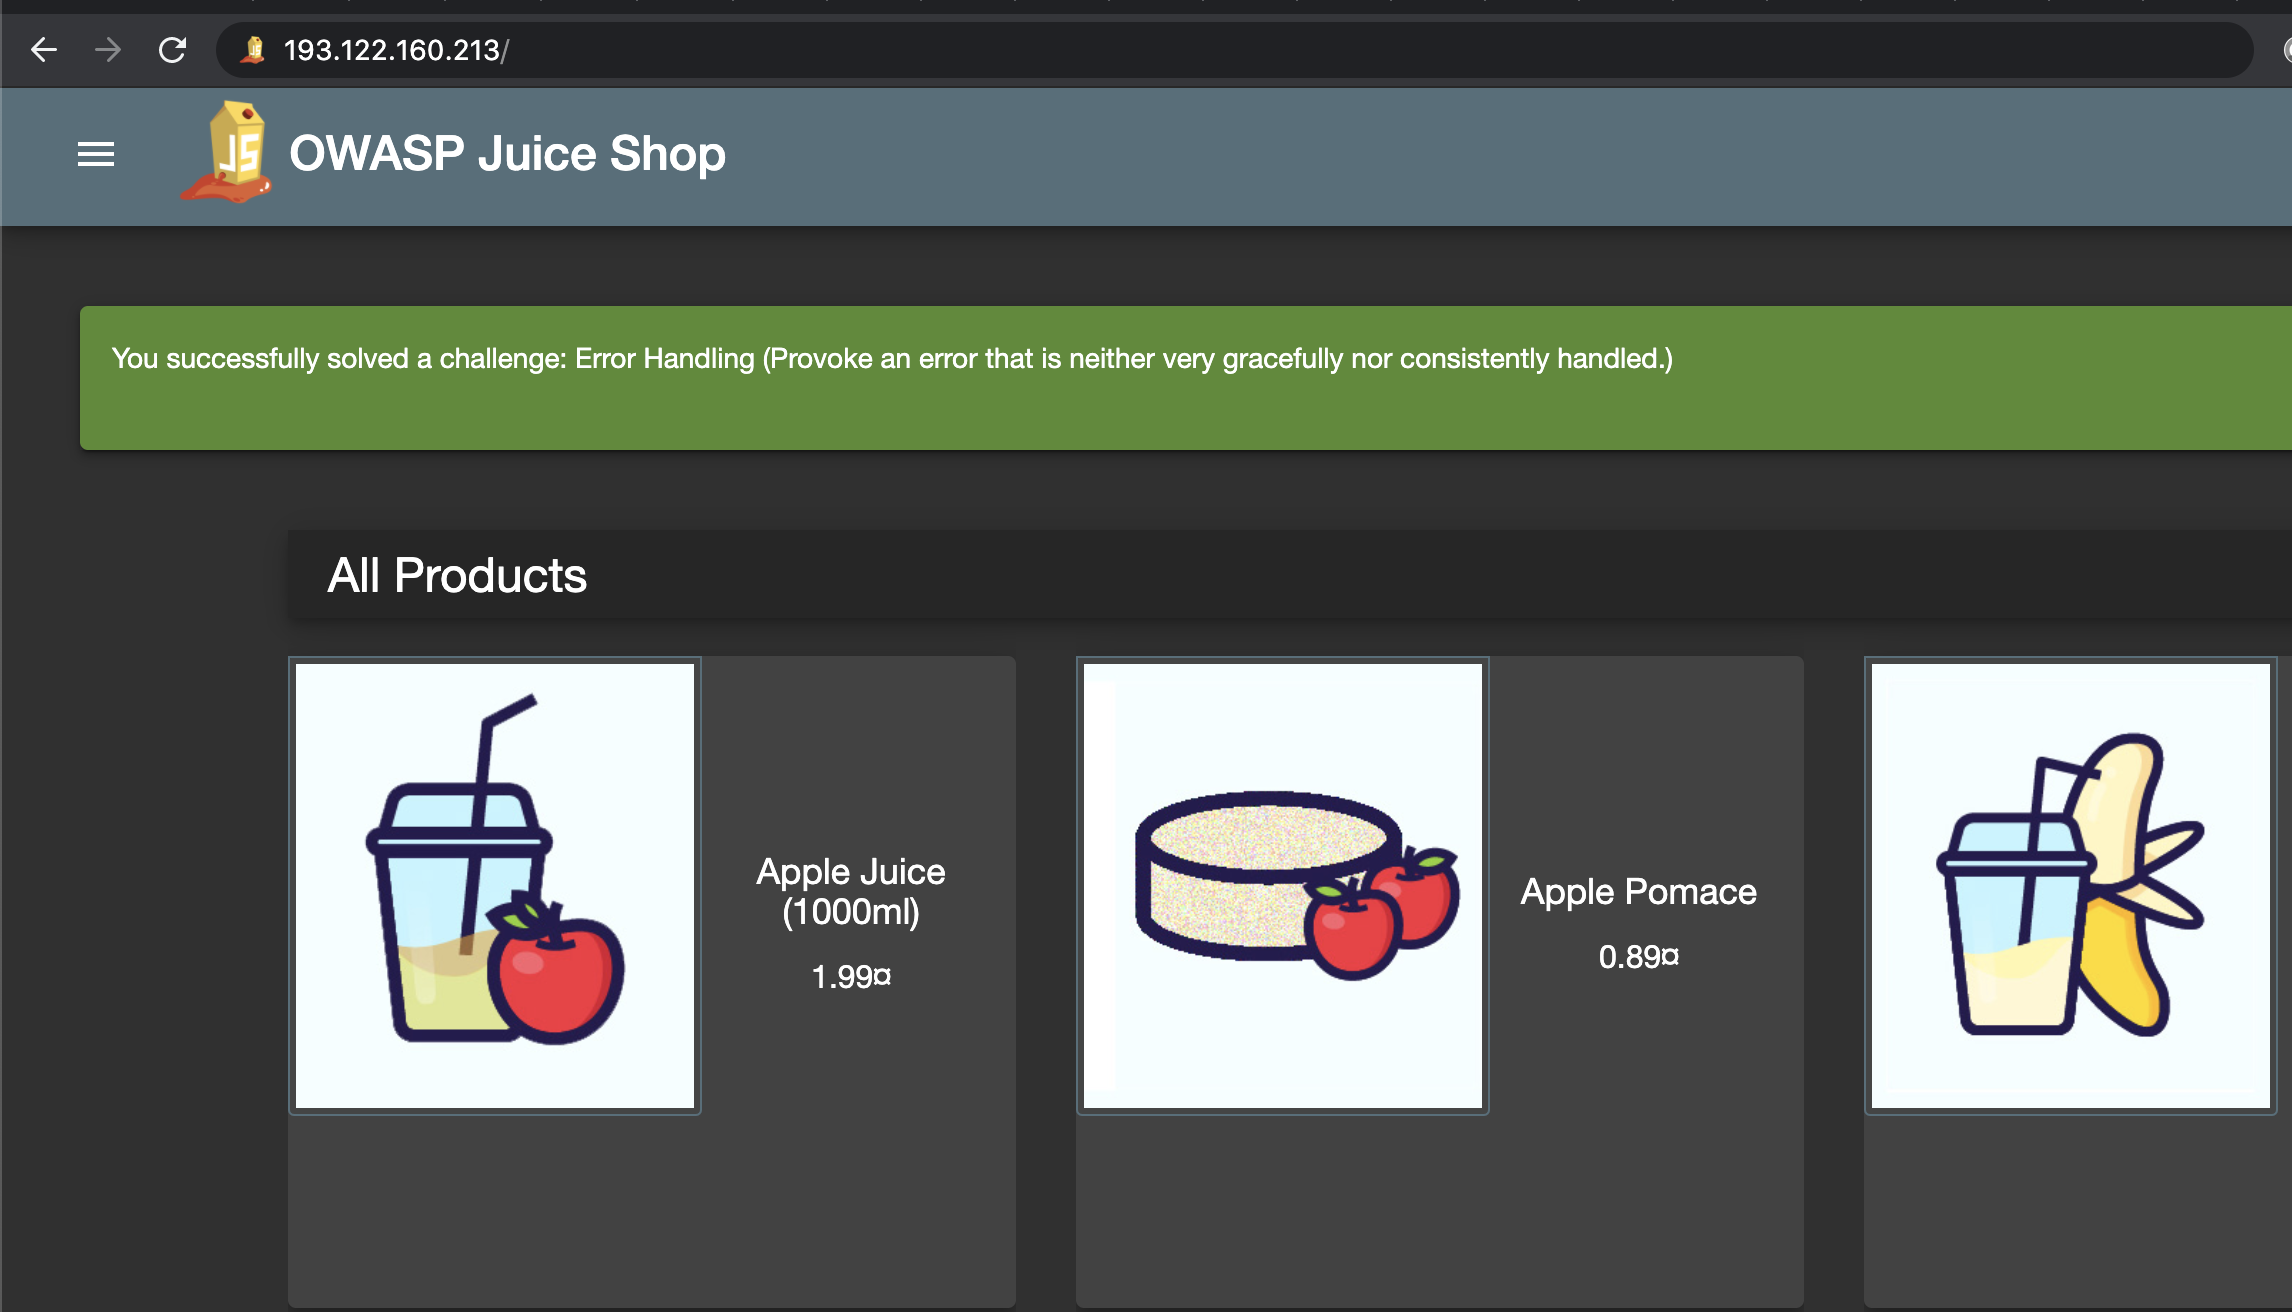 193.122.160.213/
JS
OWASP Juice Shop
You successfully solved a challenge: Error Handling (Provoke an error that is neither very gracefully nor consistently handled.)
All Products
Apple Juice
(1000ml)
1.99¤
Apple Pomace
0.89¤